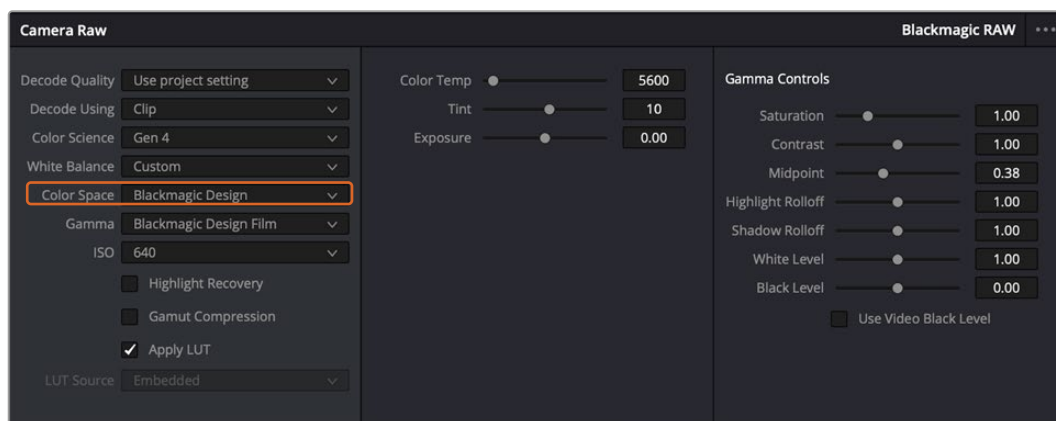 Camera Raw
Blackmagic RAW
Decode Quality Use project setting
Decode Using Clip
Color Science Gen 4
White Balance Custom
Color Space Blackmagic Design
Gamma Blackmagic Design Film
ISO 640
Highlight Recovery
Gamut Compression
Apply LUT
LUT Source Embedded
Color Temp 5600
Tint 10
Exposure 0.00
Gamma Controls
Saturation 1.00
Contrast 1.00
Midpoint 0.38
Highlight Rolloff 1.00
Shadow Rolloff 1.00
White Level 1.00
Black Level 0.00
Use Video Black Level